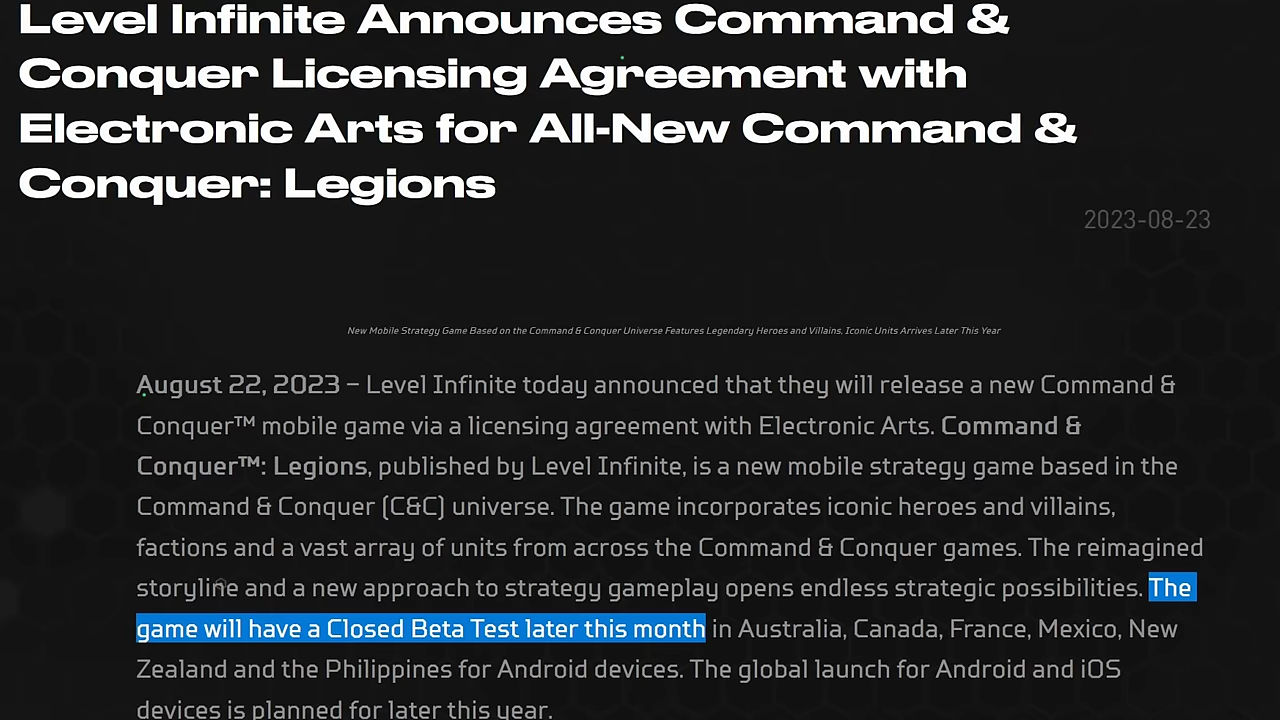 Level Infinite Announces Command &
Conquer Licensing Agreement with
Electronic Arts for All-New Command &
Conquer: Legions
2023-08-23
New Mobile Strategy Game Based on the Command & Conquer Universe Features Legendary Heroes and Villains, Iconic Units Arrives Later This Year
August 22, 2023 – Level Infinite today announced that they will release a new Command &
Conquer™ mobile game via a licensing agreement with Electronic Arts. Command &
Conquer™: Legions, published by Level Infinite, is a new mobile strategy game based in the
Command & Conquer (C&C) universe. The game incorporates iconic heroes and villains,
factions and a vast array of units from across the Command & Conquer games. The reimagined
storyline and a new approach to strategy gameplay opens endless strategic possibilities. The
game will have a Closed Beta Test later this month in Australia, Canada, France, Mexico, New
Zealand and the Philippines for Android devices. The global launch for Android and iOS
devices is planned for later this year.